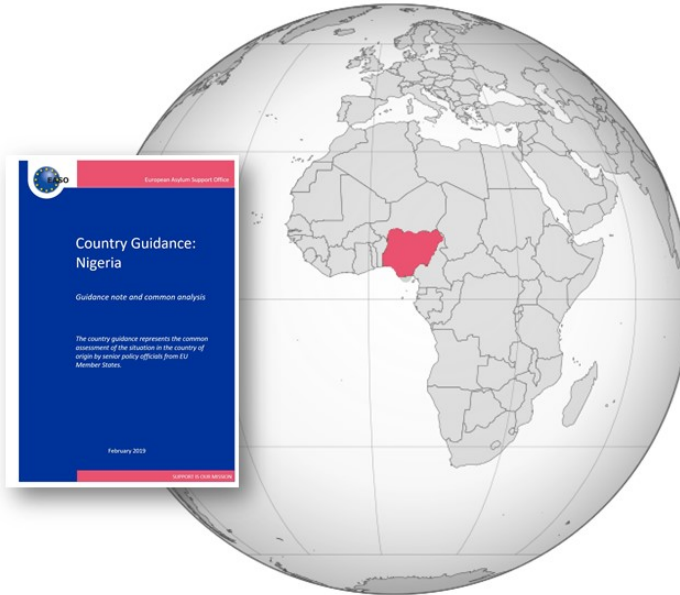 EASO
European Asylum Support Office
Country Guidance:
Nigeria
Guidance note and common analysis
The country guidance represents the common
assessment of the situation in the country of
origin by senior policy officials from EU
Member States.
February 2019
SUPPORT IS OUR MISSION